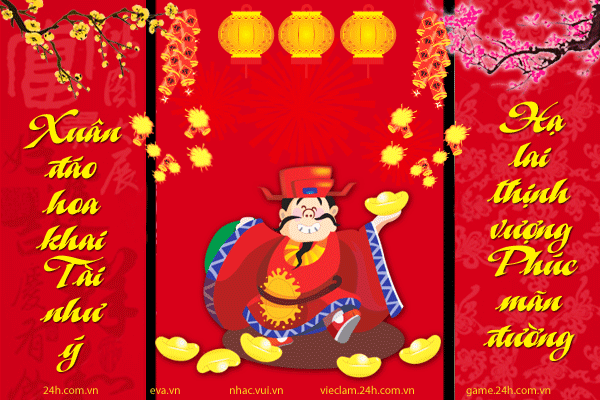 Xuân
đáo
hoa
khai
Tài
như
ý
Hạ
lai
thịnh
vượng
Phúc
mãn
đường
24h.com.vn
eva.vn
nhac.vui.vn
vieclam.24h.com.vn
game.24h.com.vn